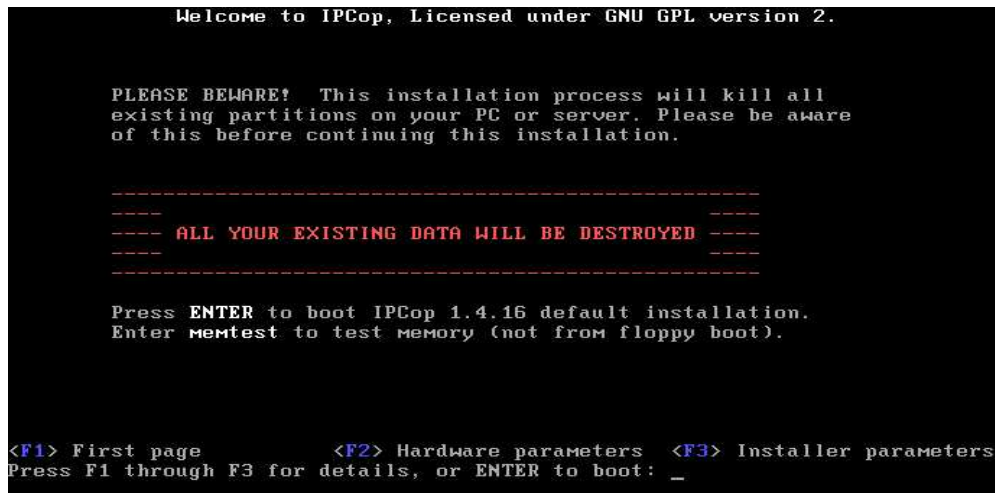 Welcome to IPCop, Licensed under GNU GPL version 2.
PLEASE BEWARE! This installation process will kill all
existing partitions on your PC or server. Please be aware
of this before continuing this installation.
--------------------------------------------------------
---- ----
---- ALL YOUR EXISTING DATA WILL BE DESTROYED ----
---- ----
--------------------------------------------------------
Press ENTER to boot IPCop 1.4.16 default installation.
Enter memtest to test memory (not from floppy boot).
<F1> First page <F2> Hardware parameters <F3> Installer parameters
Press F1 through F3 for details, or ENTER to boot: _